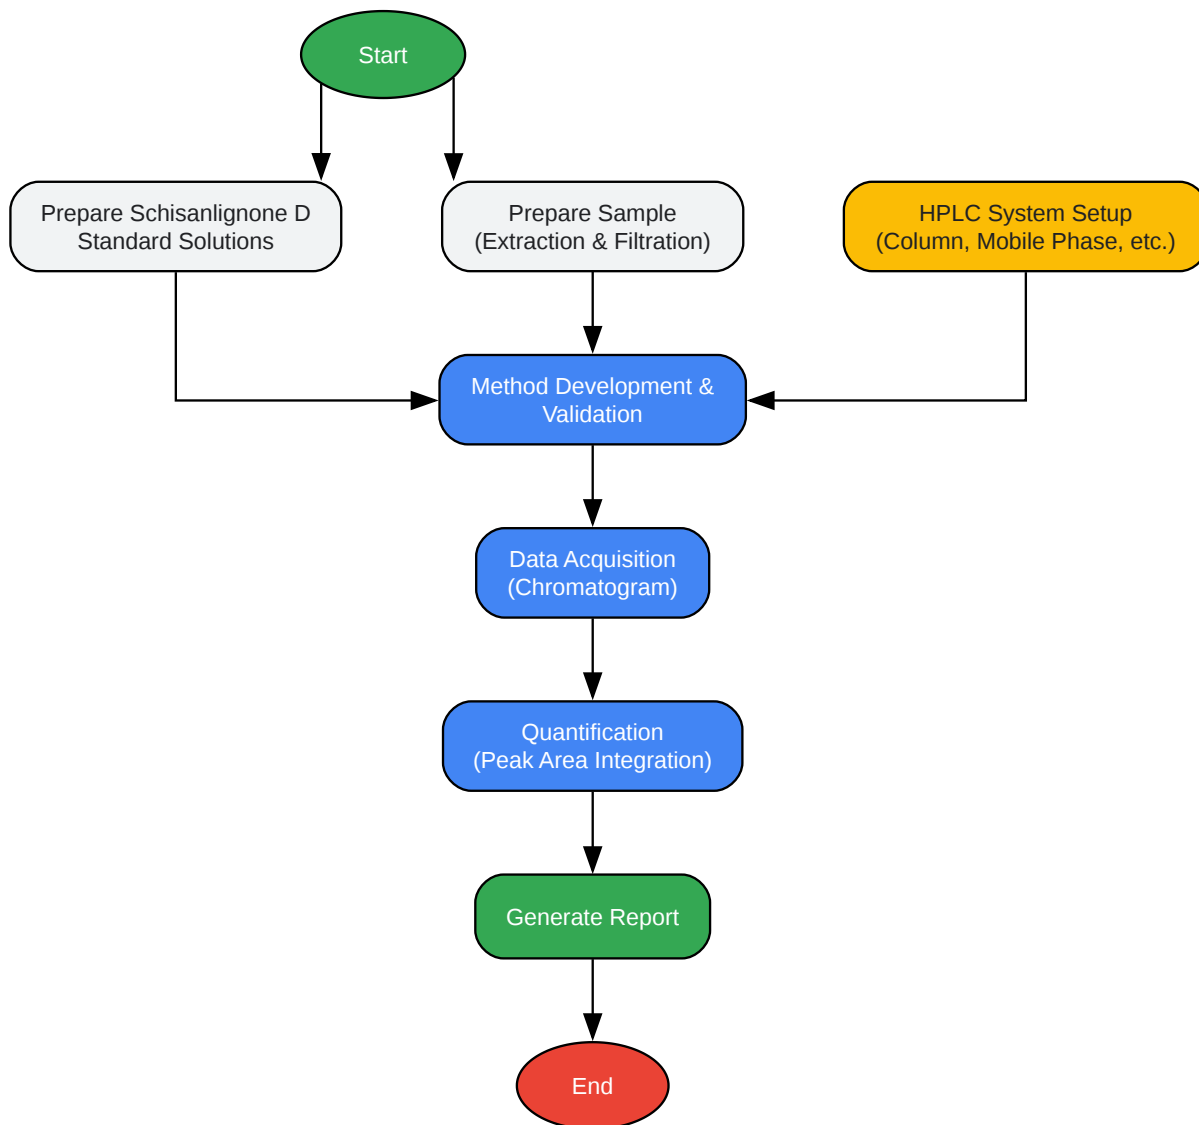 Start
Prepare Schisanlignone D
Standard Solutions
Prepare Sample
(Extraction & Filtration)
HPLC System Setup
(Column, Mobile Phase, etc.)
Method Development &
Validation
Data Acquisition
(Chromatogram)
Quantification
(Peak Area Integration)
Generate Report
End